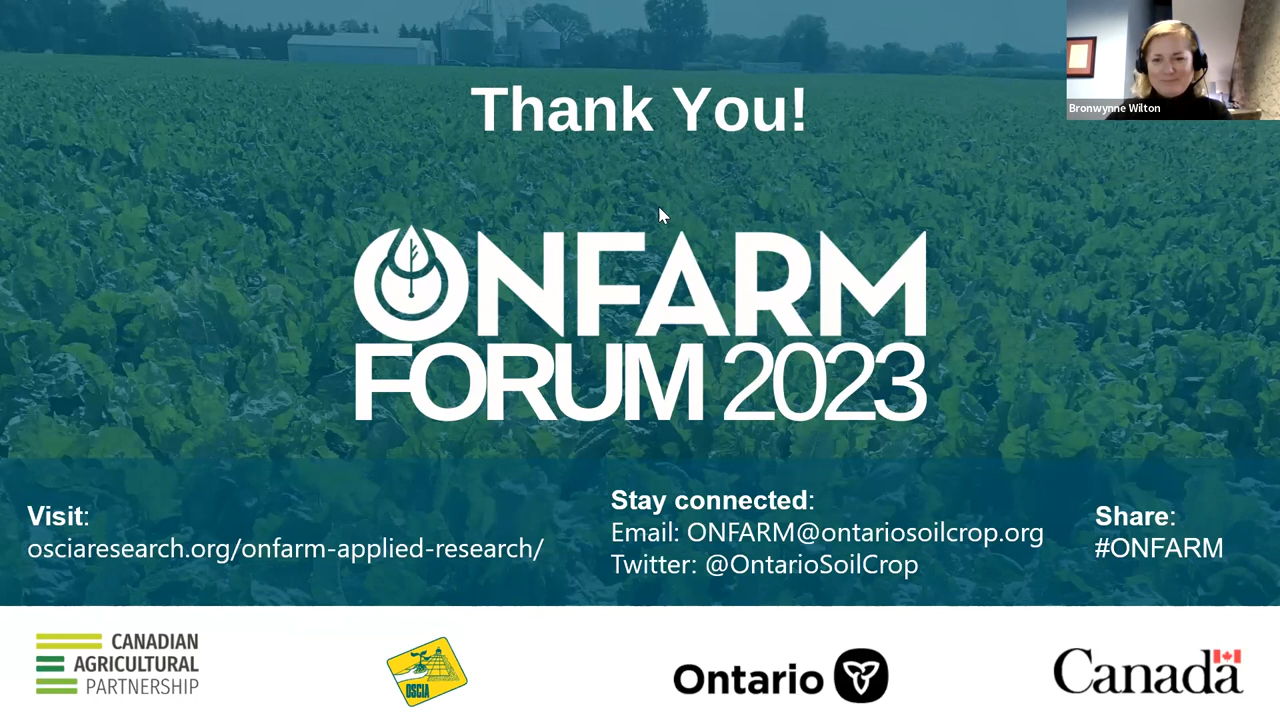 Thank You!
Bronwynne Wilton
ONFARM
FORUM 2023
Visit:
osciaresearch.org/onfarm-applied-research/
Stay connected:
Email: ONFARM@ontariosoilcrop.org
Twitter: @OntarioSoilCrop
Share:
#ONFARM
CANADIAN
AGRICULTURAL
PARTNERSHIP
OSCIA
Ontario
Canada